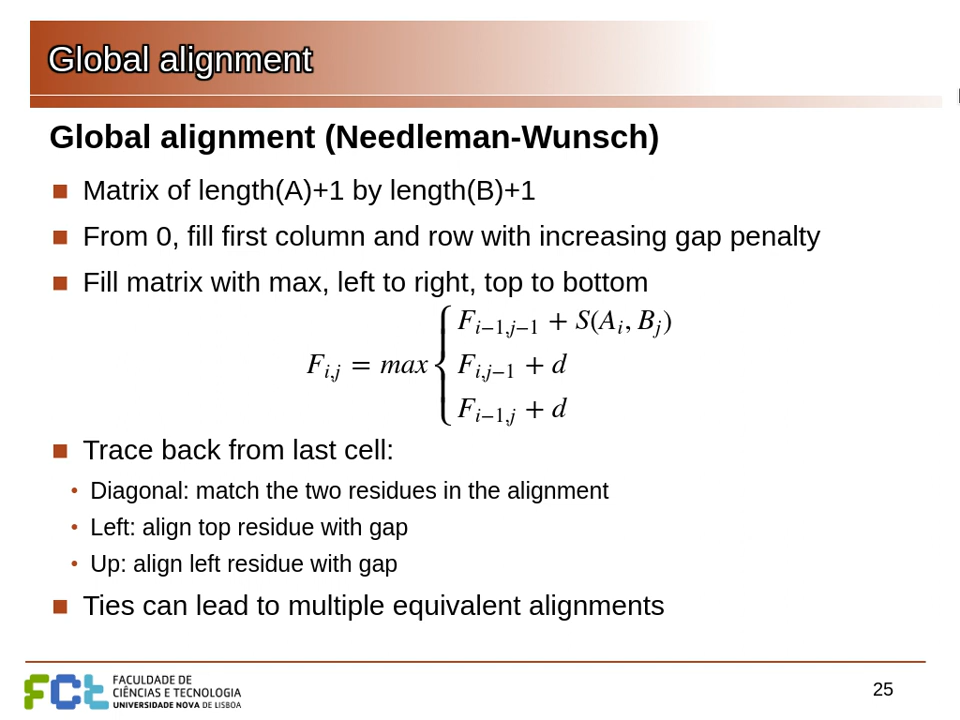 Global alignment
Global alignment (Needleman-Wunsch)
■ Matrix of length(A)+1 by length(B)+1
■ From 0, fill first column and row with increasing gap penalty
■ Fill matrix with max, left to right, top to bottom
F_{i,j} = max { F_{i−1,j−1} + S(A_i, B_j)
F_{i,j−1} + d
F_{i−1,j} + d
■ Trace back from last cell:
• Diagonal: match the two residues in the alignment
• Left: align top residue with gap
• Up: align left residue with gap
■ Ties can lead to multiple equivalent alignments
FCt
FACULDADE DE
CIÊNCIAS E TECNOLOGIA
UNIVERSIDADE NOVA DE LISBOA
25